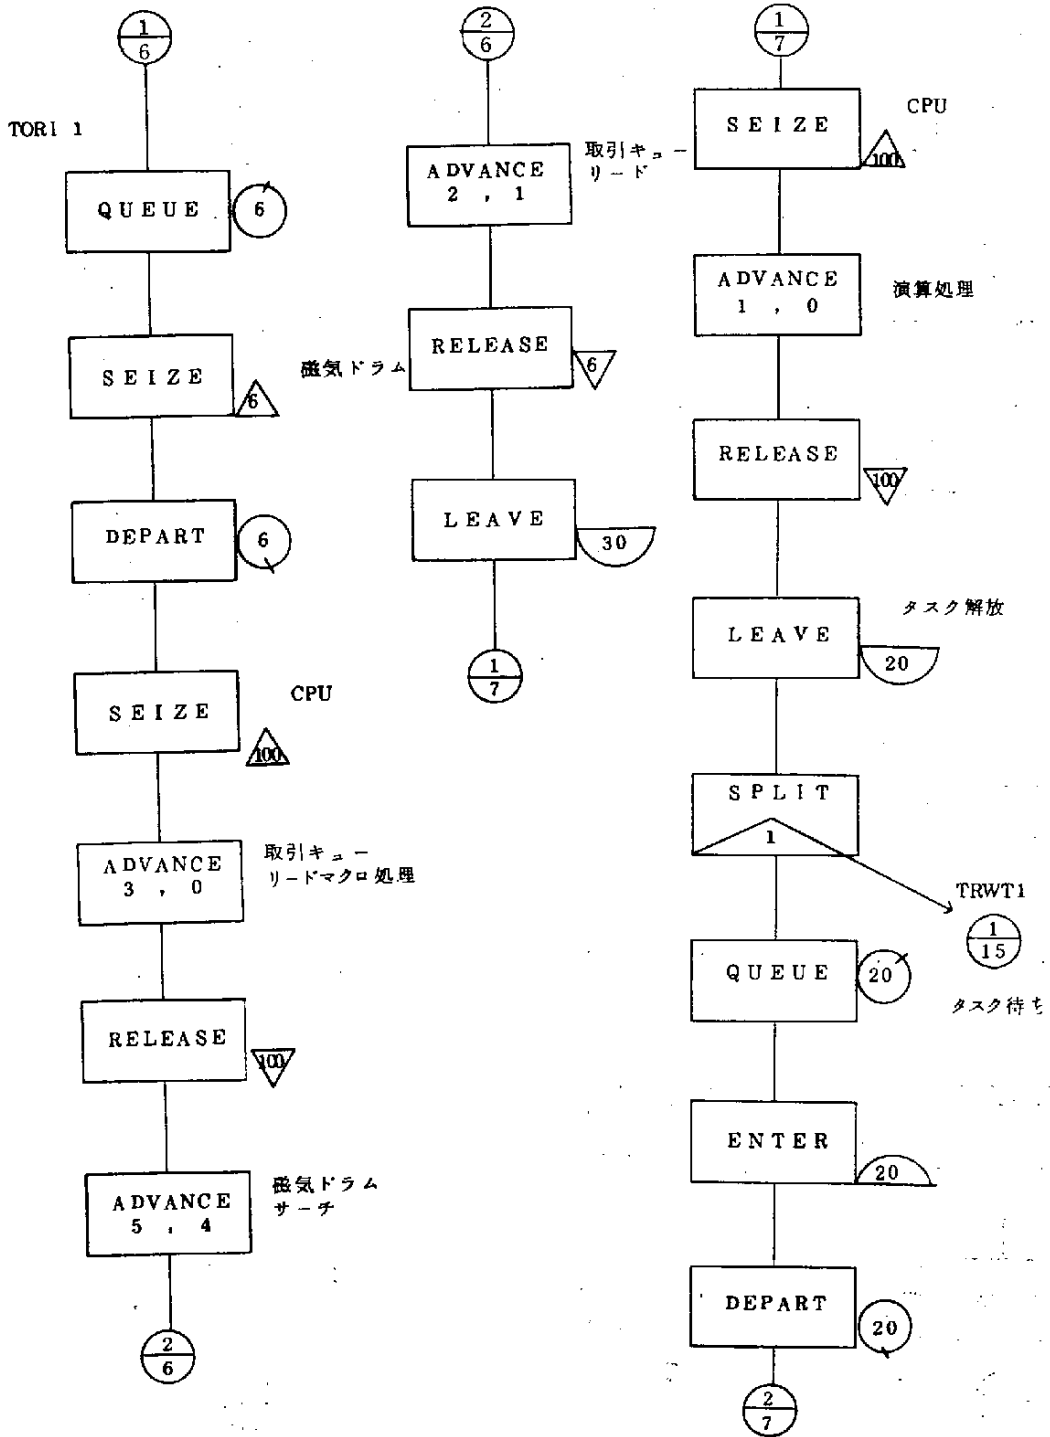 1
6
TORI 1
QUEUE
6
SEIZE
6
磁気ドラム
DEPART
6
SEIZE
CPU
100
ADVANCE
3 , 0
取引キュー
リードマクロ処理
RELEASE
100
ADVANCE
5 , 4
磁気ドラム
サーチ
2
6
2
6
ADVANCE
2 , 1
取引キュー
リード
RELEASE
6
LEAVE
30
1
7
1
7
SEIZE
CPU
100
ADVANCE
1 , 0
演算処理
RELEASE
100
LEAVE
タスク解放
20
SPLIT
1
TRWT1
1
15
QUEUE
20
タスク待ち
ENTER
20
DEPART
20
2
7